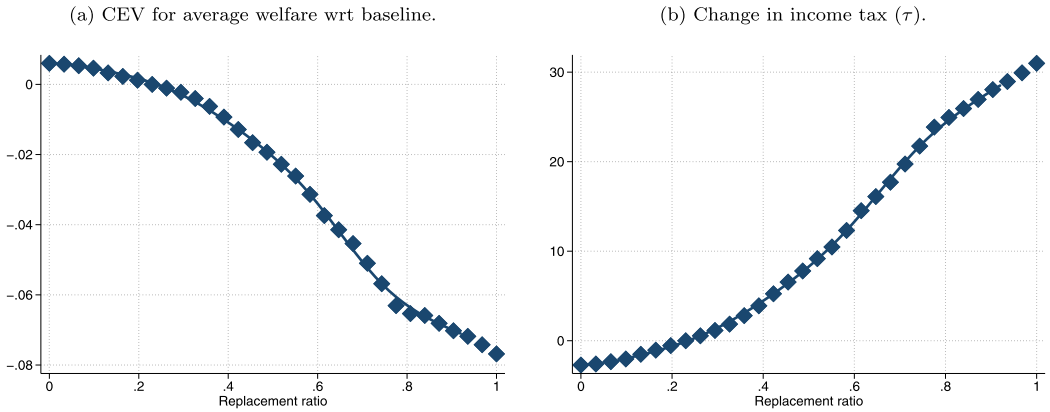 (a) CEV for average welfare wrt baseline.
0
−.02
−.04
−.06
−.08
0 .2 .4 .6 .8 1
Replacement ratio
(b) Change in income tax (τ).
30
20
10
0
0 .2 .4 .6 .8 1
Replacement ratio